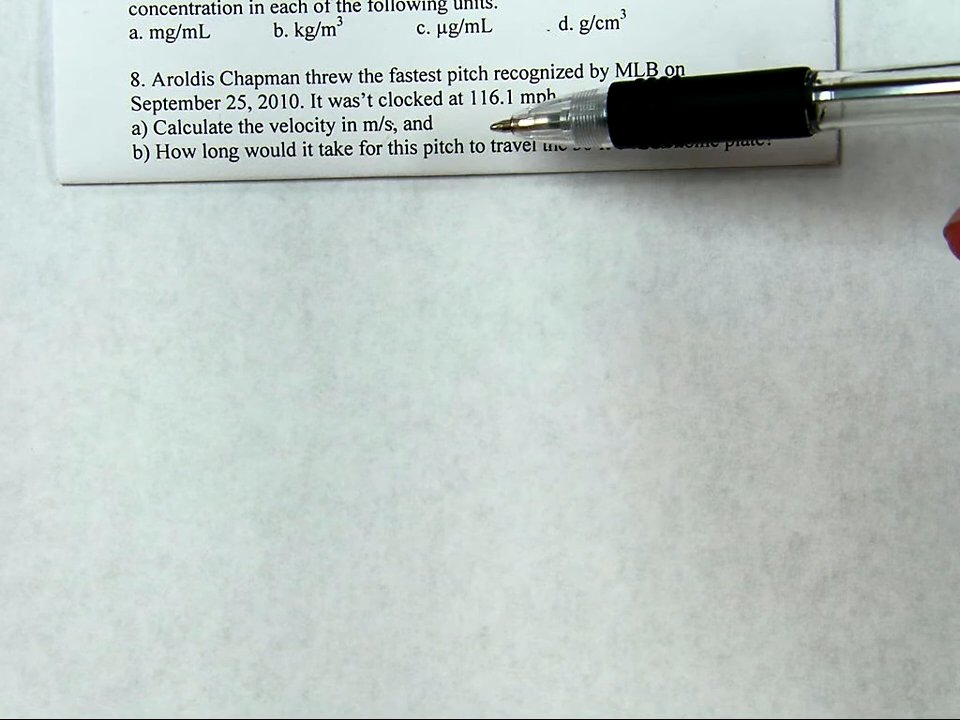 concentration in each of the following units.
a. mg/mL b. kg/m³ c. µg/mL d. g/cm³
8. Aroldis Chapman threw the fastest pitch recognized by MLB on
September 25, 2010. It was’t clocked at 116.1 mph
a) Calculate the velocity in m/s, and
b) How long would it take for this pitch to travel the plate?